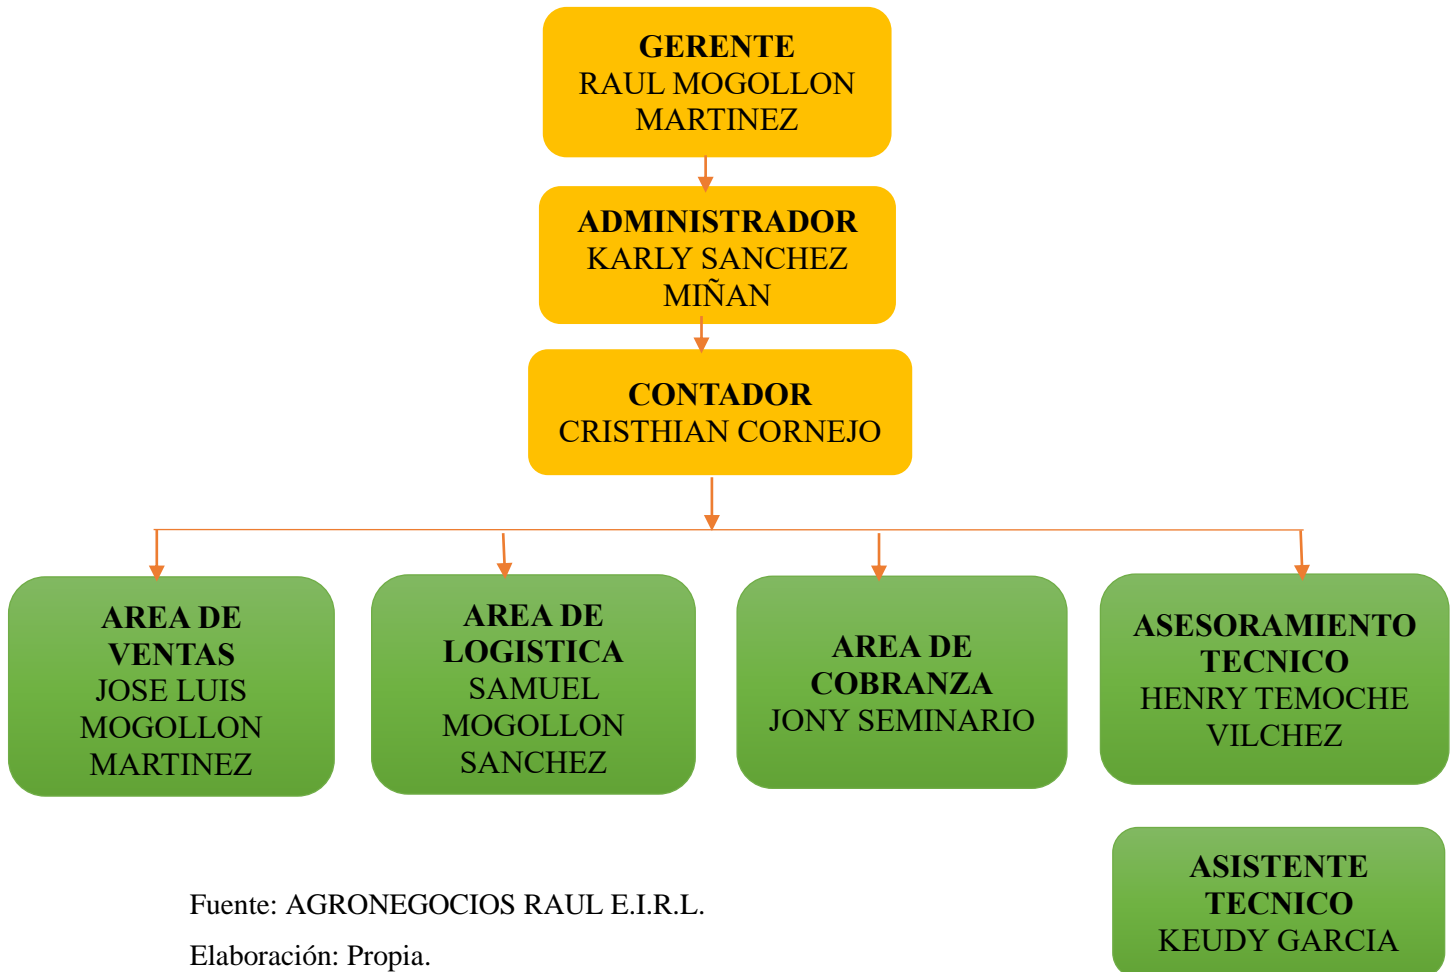 GERENTE
RAUL MOGOLLON
MARTINEZ
ADMINISTRADOR
KARLY SANCHEZ
MIÑAN
CONTADOR
CRISTHIAN CORNEJO
AREA DE
VENTAS
JOSE LUIS
MOGOLLON
MARTINEZ
AREA DE
LOGISTICA
SAMUEL
MOGOLLON
SANCHEZ
AREA DE
COBRANZA
JONY SEMINARIO
ASESORAMIENTO
TECNICO
HENRY TEMOCHE
VILCHEZ
ASISTENTE
TECNICO
KEUDY GARCIA
Fuente: AGRONEGOCIOS RAUL E.I.R.L.
Elaboración: Propia.